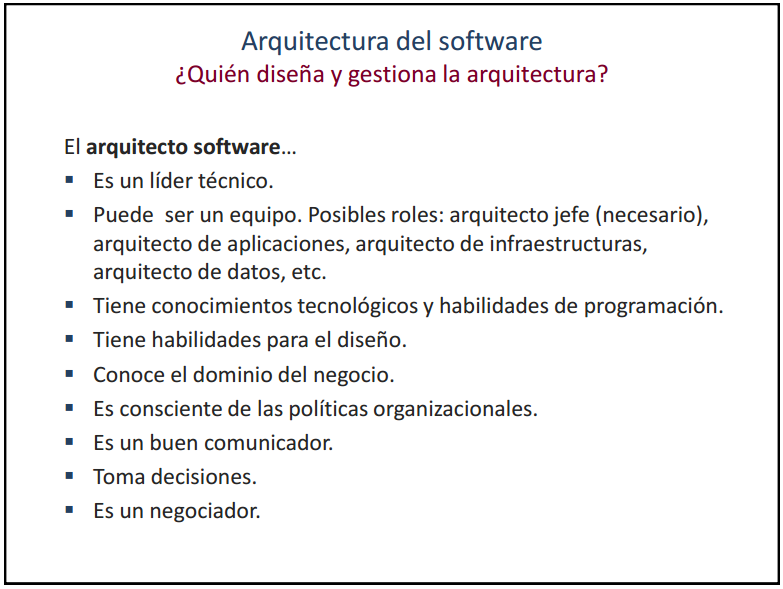 Arquitectura del software
¿Quién diseña y gestiona la arquitectura?
El arquitecto software...
▪ Es un líder técnico.
▪ Puede ser un equipo. Posibles roles: arquitecto jefe (necesario),
arquitecto de aplicaciones, arquitecto de infraestructuras,
arquitecto de datos, etc.
▪ Tiene conocimientos tecnológicos y habilidades de programación.
▪ Tiene habilidades para el diseño.
▪ Conoce el dominio del negocio.
▪ Es consciente de las políticas organizacionales.
▪ Es un buen comunicador.
▪ Toma decisiones.
▪ Es un negociador.